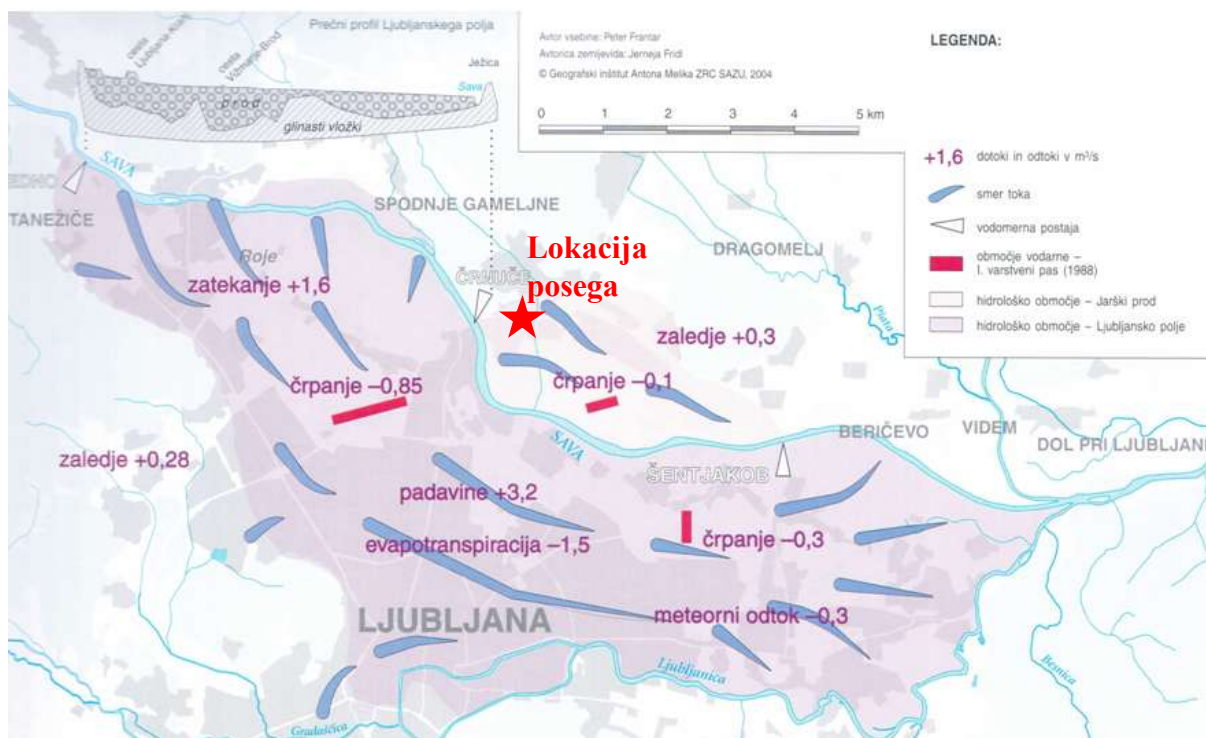 Prečni profil Ljubljanskega polja
cesta
Ljubljana-Kranj
cesta
Vižmarje-Brod
Ježica
Sava
prod
glinasti vložki
Avtor vsebine: Peter Frantar
Avtorica zemljevida: Jerneja Fridl
© Geografski inštitut Antona Melika ZRC SAZU, 2004
0 1 2 3 4 5 km
LEGENDA:
+1,6 dotoki in odtoki v m³/s
smer toka
vodomerna postaja
območje vodarne –
I. varstveni pas (1988)
hidrološko območje – Jarški prod
hidrološko območje – Ljubljansko polje
SAVA
EDNO
TANEŽIČE
SPODNJE GAMELJNE
Roje
zatekanje +1,6
ČRNUČE
Lokacija
posega
DRAGOMELJ
zaledje +0,3
črpanje –0,85
črpanje –0,1
SAVA
BERIČEVO
VIDEM
DOL PRI LJUBLJANI
zaledje +0,28
ŠENTJAKOB
padavine +3,2
evapotranspiracija –1,5
črpanje –0,3
LJUBLJANA
meteorni odtok –0,3
Ljubljanica
Besnica
Gradaščica